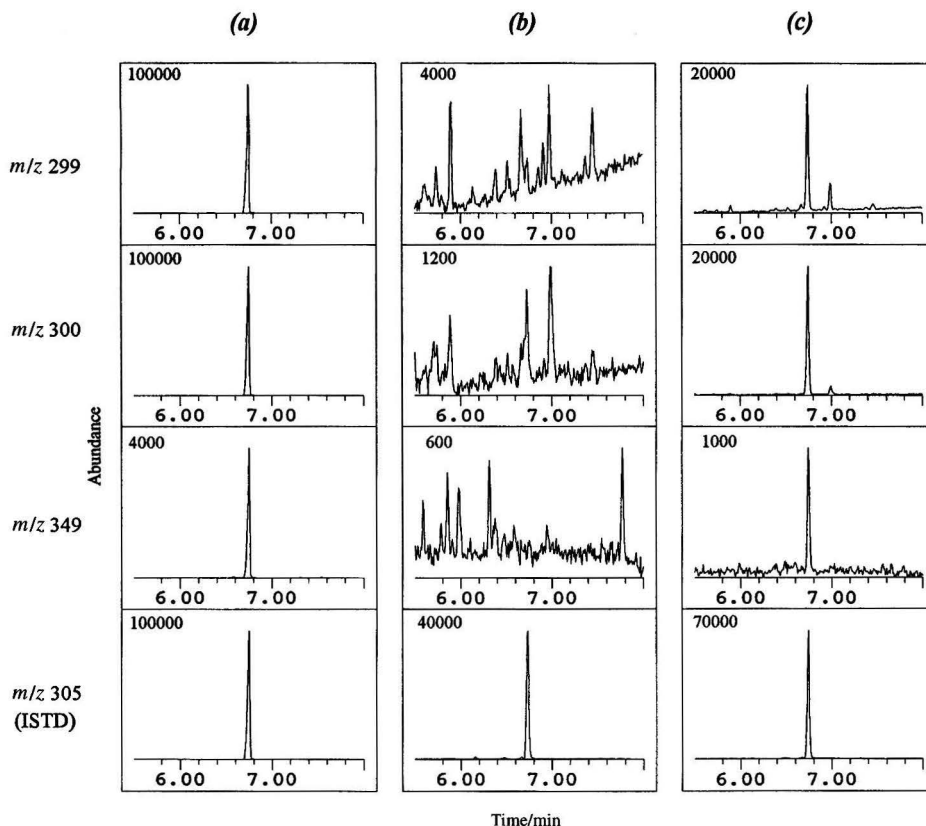 (a) (b) (c)
100000 4000 20000
m/z 299
6.00 7.00 6.00 7.00 6.00 7.00
100000 1200 20000
m/z 300
6.00 7.00 6.00 7.00 6.00 7.00
Abundance
4000 600 1000
m/z 349
6.00 7.00 6.00 7.00 6.00 7.00
100000 40000 70000
m/z 305
(ISTD)
6.00 7.00 6.00 7.00 6.00 7.00
Time/min